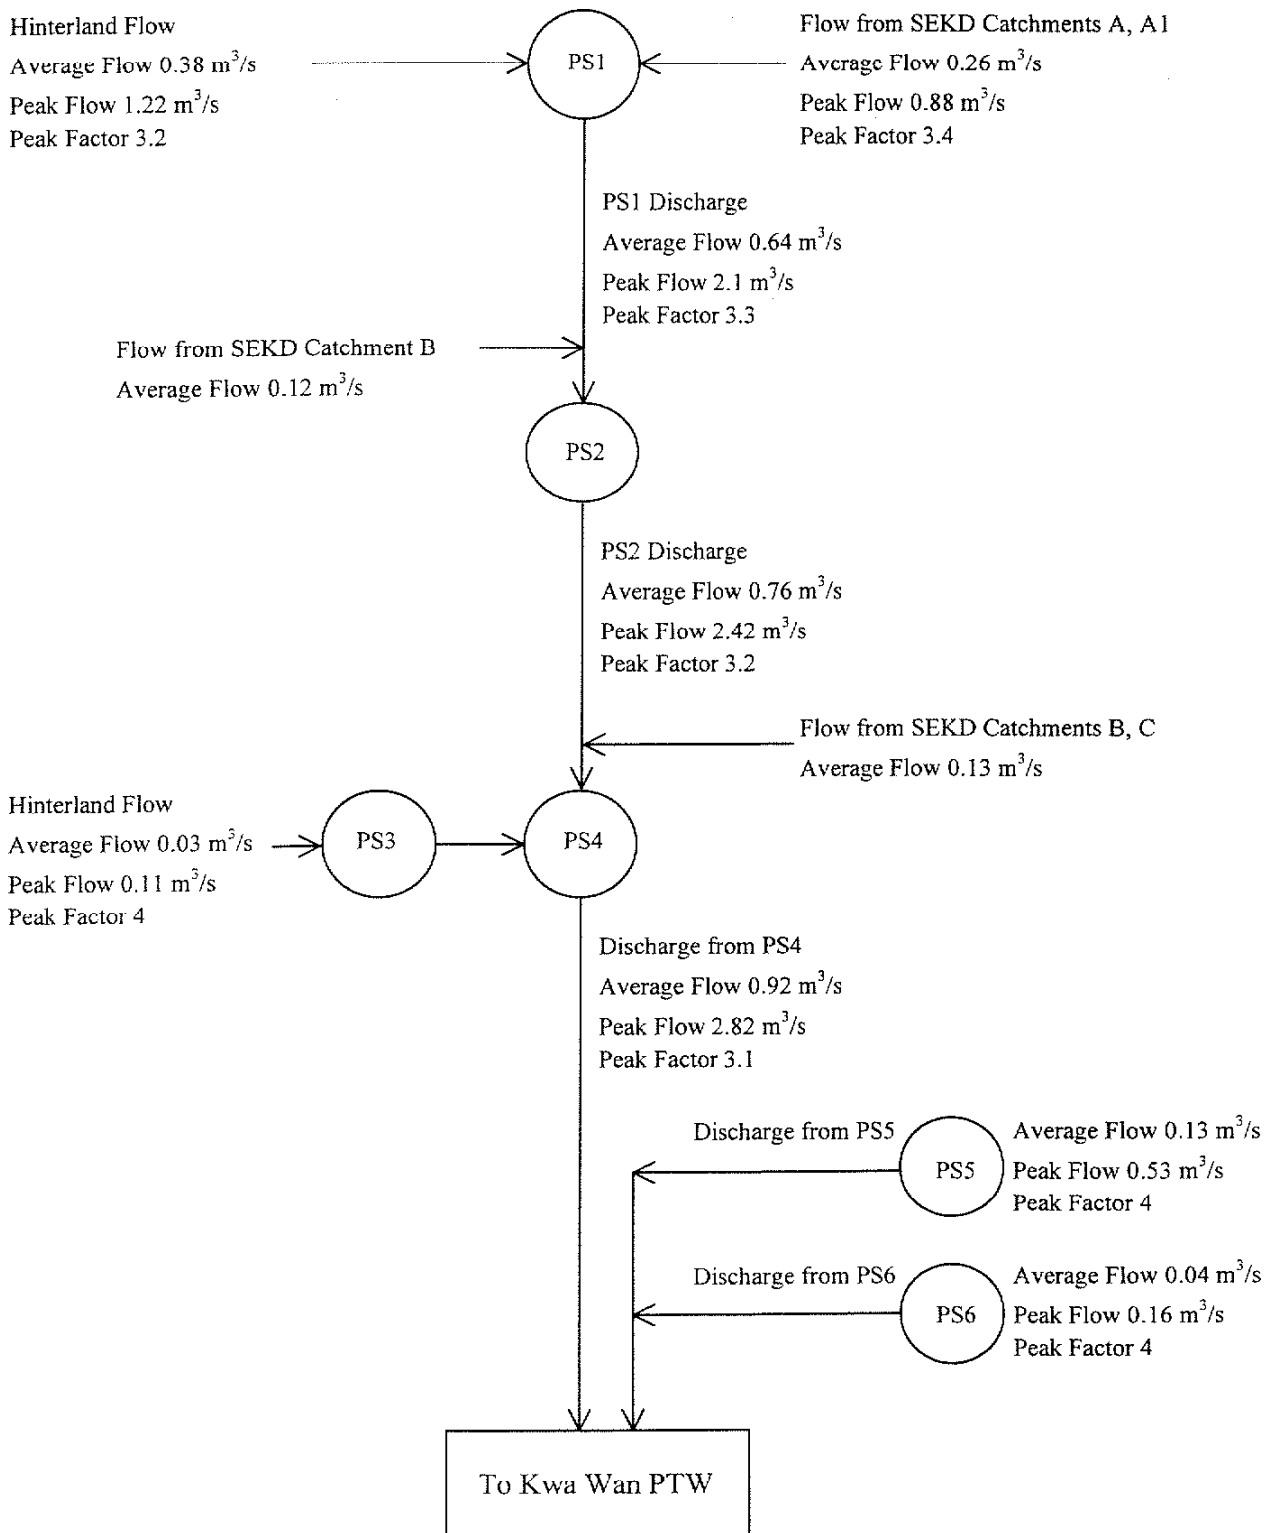 Hinterland Flow
Average Flow 0.38 m³/s
Peak Flow 1.22 m³/s
Peak Factor 3.2
PS1
Flow from SEKD Catchments A, A1
Average Flow 0.26 m³/s
Peak Flow 0.88 m³/s
Peak Factor 3.4
PS1 Discharge
Average Flow 0.64 m³/s
Peak Flow 2.1 m³/s
Peak Factor 3.3
Flow from SEKD Catchment B
Average Flow 0.12 m³/s
PS2
PS2 Discharge
Average Flow 0.76 m³/s
Peak Flow 2.42 m³/s
Peak Factor 3.2
Flow from SEKD Catchments B, C
Average Flow 0.13 m³/s
Hinterland Flow
Average Flow 0.03 m³/s
Peak Flow 0.11 m³/s
Peak Factor 4
PS3
PS4
Discharge from PS4
Average Flow 0.92 m³/s
Peak Flow 2.82 m³/s
Peak Factor 3.1
Discharge from PS5
PS5
Average Flow 0.13 m³/s
Peak Flow 0.53 m³/s
Peak Factor 4
Discharge from PS6
PS6
Average Flow 0.04 m³/s
Peak Flow 0.16 m³/s
Peak Factor 4
To Kwa Wan PTW